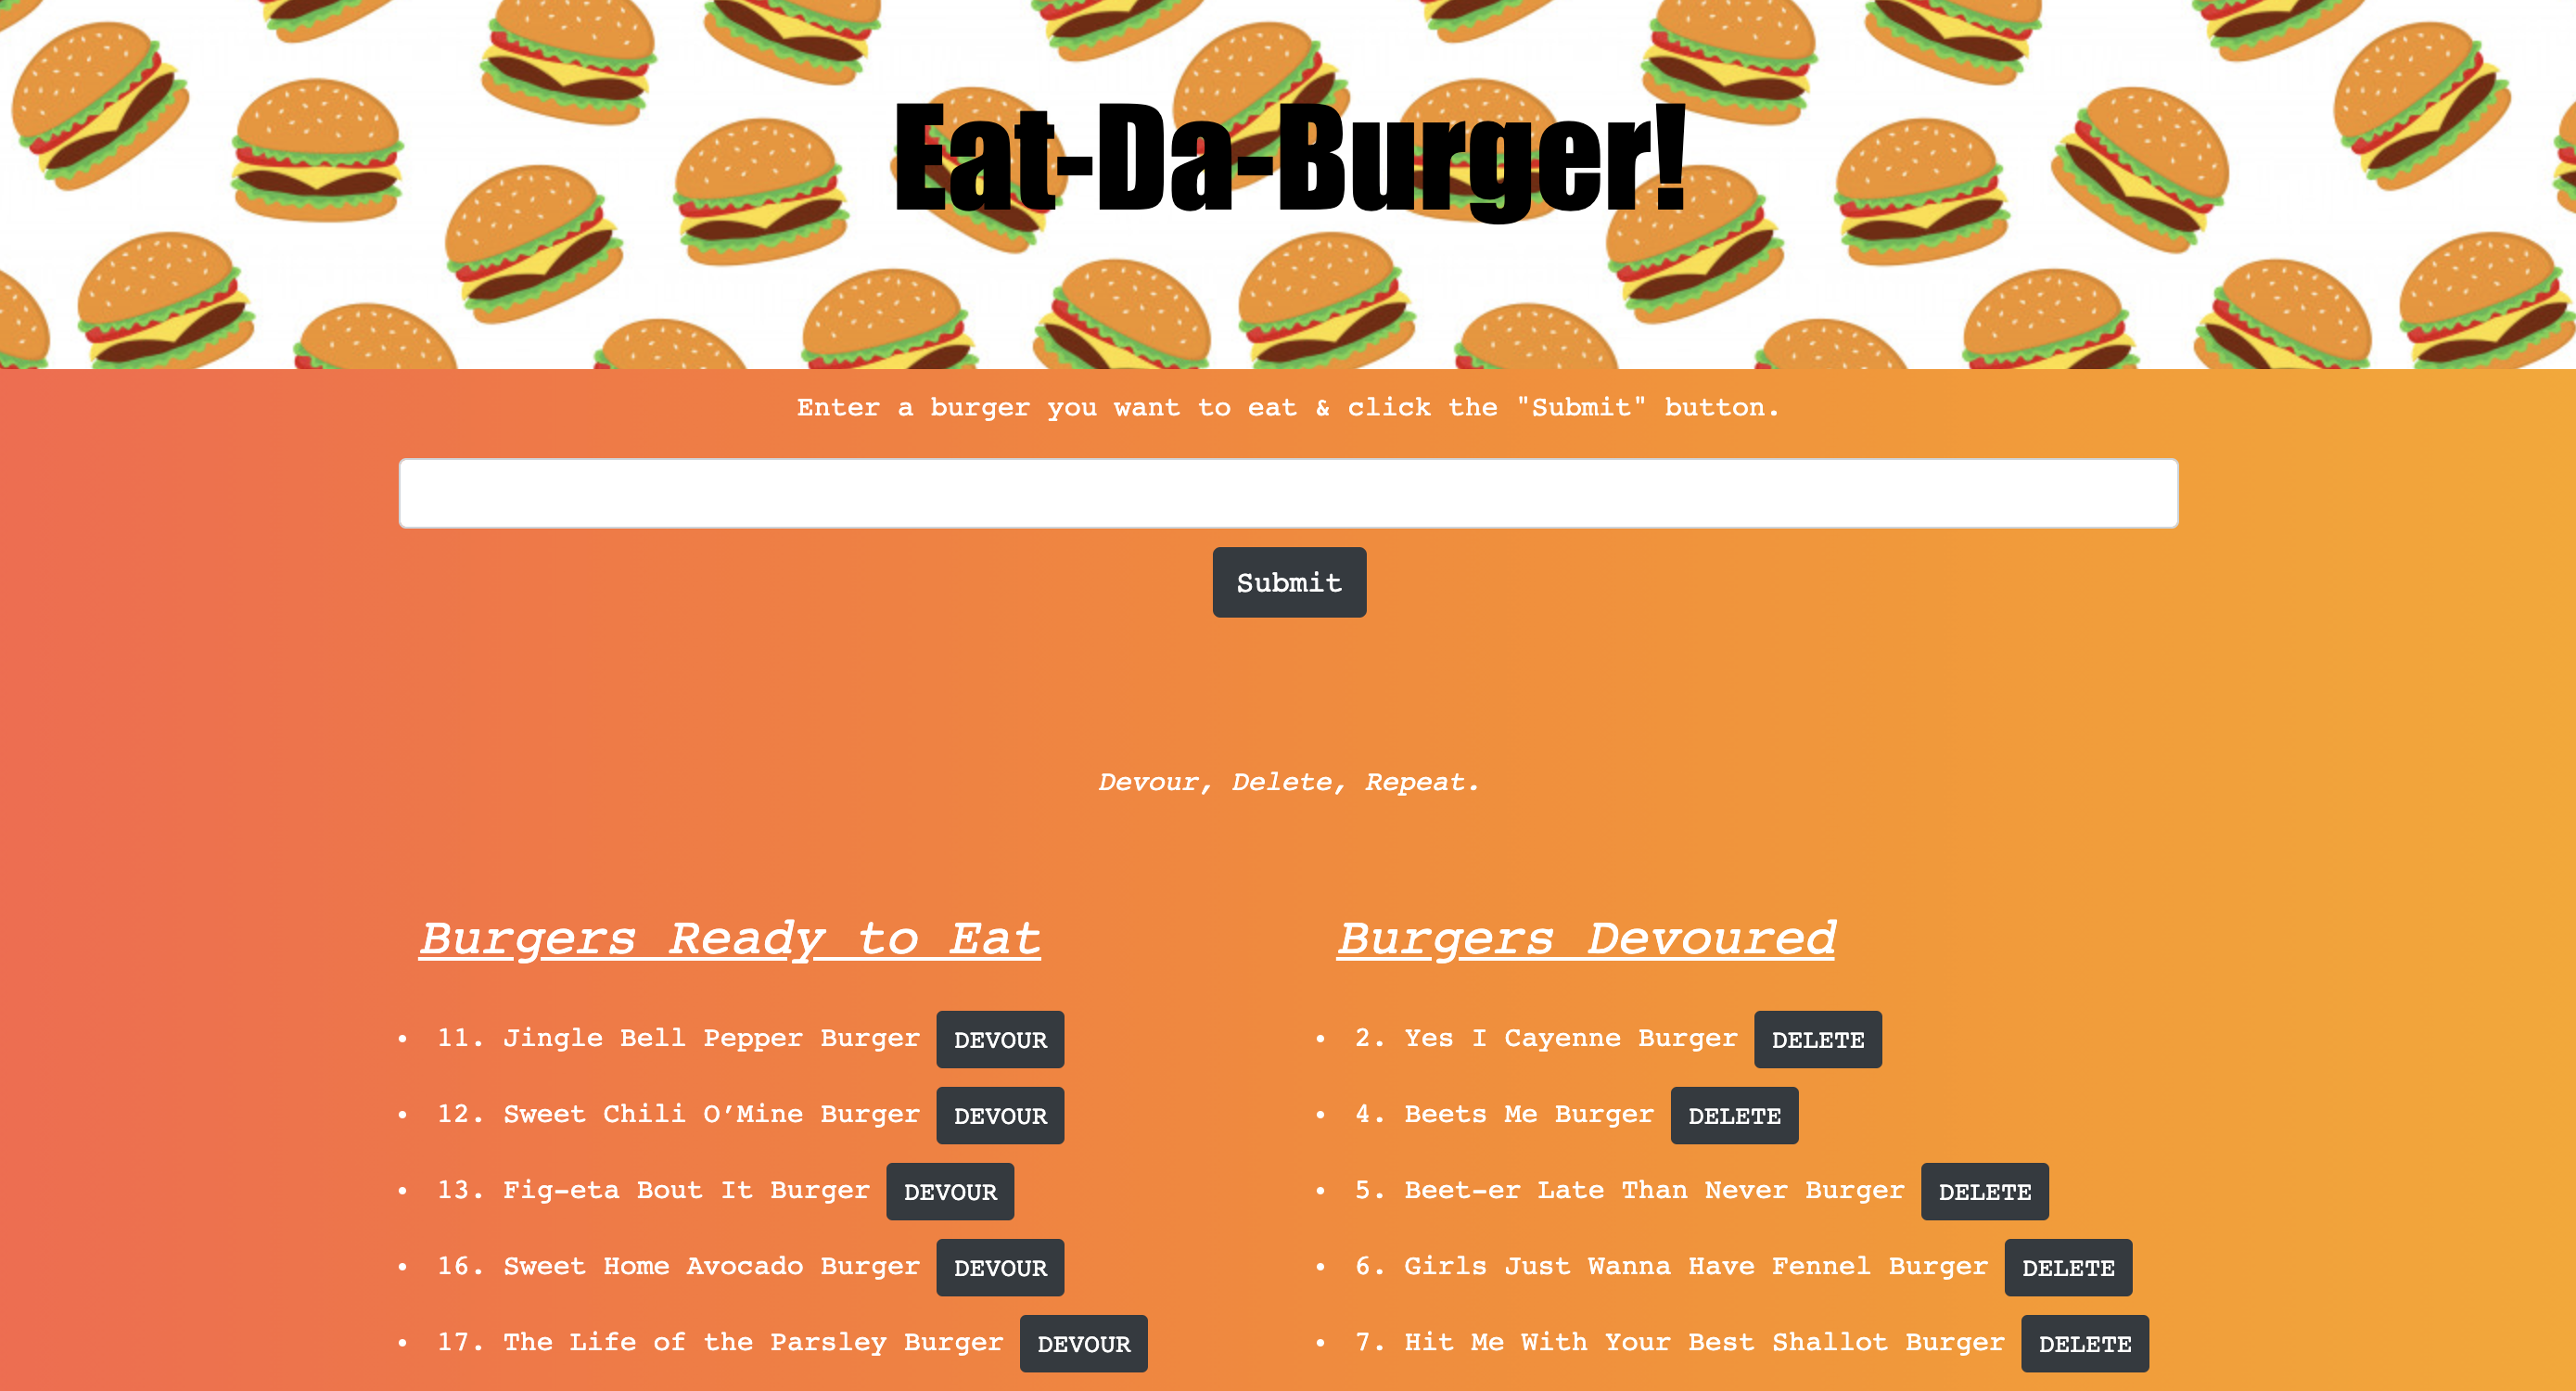 Eat-Da-Burger!
Enter a burger you want to eat & click the "Submit" button.
Submit
Devour, Delete, Repeat.
Burgers Ready to Eat
11. Jingle Bell Pepper Burger DEVOUR
12. Sweet Chili O’Mine Burger DEVOUR
13. Fig-eta Bout It Burger DEVOUR
16. Sweet Home Avocado Burger DEVOUR
17. The Life of the Parsley Burger DEVOUR
Burgers Devoured
2. Yes I Cayenne Burger DELETE
4. Beets Me Burger DELETE
5. Beet-er Late Than Never Burger DELETE
6. Girls Just Wanna Have Fennel Burger DELETE
7. Hit Me With Your Best Shallot Burger DELETE